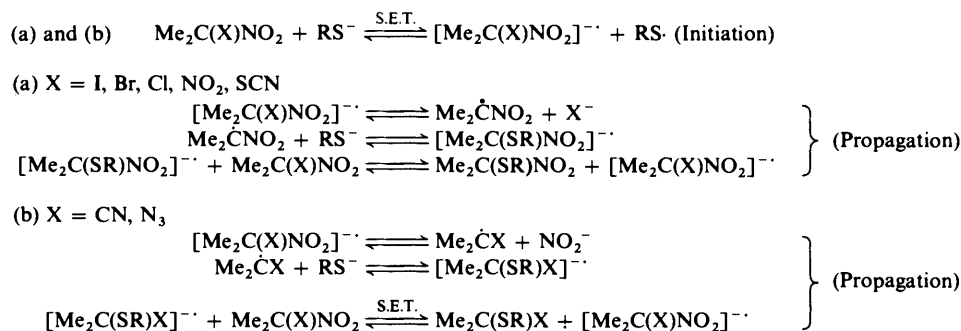 (a) and (b) Me₂C(X)NO₂ + RS⁻ ⇌ S.E.T. [Me₂C(X)NO₂]⁻· + RS· (Initiation)
(a) X = I, Br, Cl, NO₂, SCN
[Me₂C(X)NO₂]⁻· ⇌ Me₂ĊNO₂ + X⁻
Me₂ĊNO₂ + RS⁻ ⇌ [Me₂C(SR)NO₂]⁻· (Propagation)
[Me₂C(SR)NO₂]⁻· + Me₂C(X)NO₂ ⇌ Me₂C(SR)NO₂ + [Me₂C(X)NO₂]⁻·
(b) X = CN, N₃
[Me₂C(X)NO₂]⁻· ⇌ Me₂ĊX + NO₂⁻
Me₂ĊX + RS⁻ ⇌ [Me₂C(SR)X]⁻· (Propagation)
[Me₂C(SR)X]⁻· + Me₂C(X)NO₂ ⇌ S.E.T. Me₂C(SR)X + [Me₂C(X)NO₂]⁻·